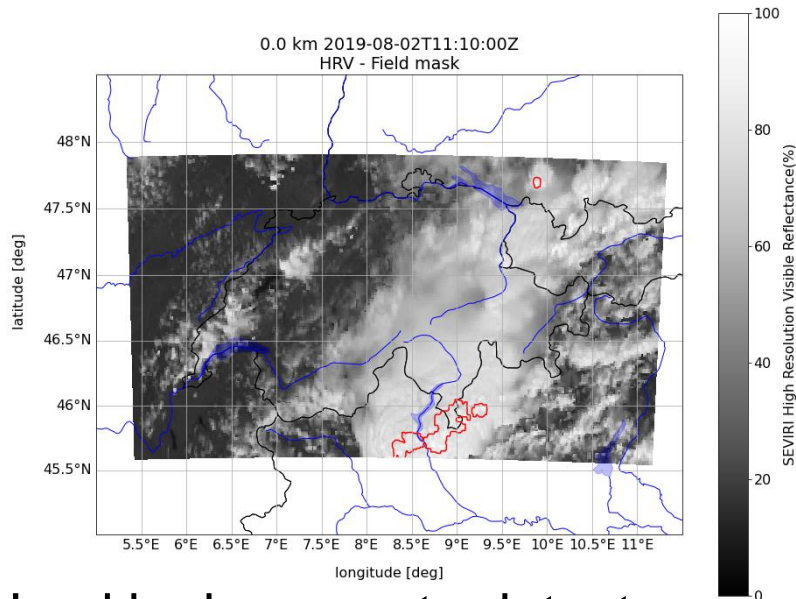 0.0 km 2019-08-02T11:10:00Z
HRV - Field mask
100
80
60
40
20
0
SEVIRI High Resolution Visible Reflectance(%)
48°N
47.5°N
47°N
46.5°N
46°N
45.5°N
latitude [deg]
5.5°E 6°E 6.5°E 7°E 7.5°E 8°E 8.5°E 9°E 9.5°E 10°E 10.5°E 11°E
longitude [deg]